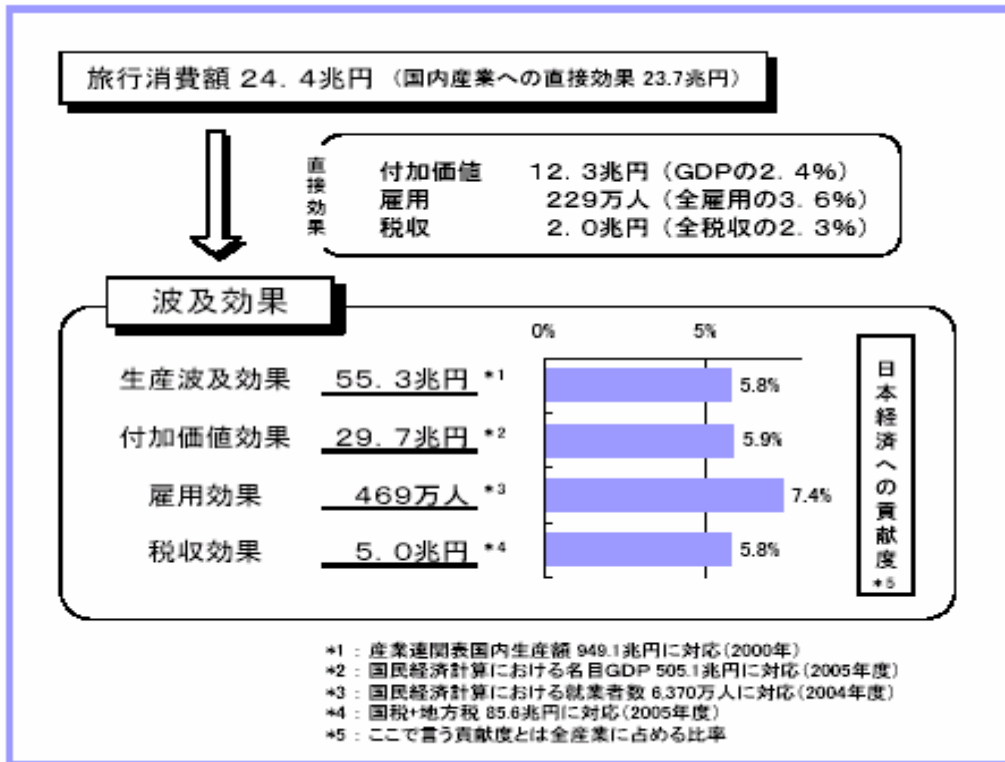 旅行消費額 24.4兆円 (国内産業への直接効果 23.7兆円)
直接効果
付加価値 12.3兆円 (GDPの2.4%)
雇用 229万人 (全雇用の3.6%)
税収 2.0兆円 (全税収の2.3%)
波及効果
0% 5%
生産波及効果 55.3兆円 *1 5.8%
付加価値効果 29.7兆円 *2 5.9%
雇用効果 469万人 *3 7.4%
税収効果 5.0兆円 *4 5.8%
日本経済への貢献度 *5
*1 : 産業連関表国内生産額 949.1兆円に対応(2000年)
*2 : 国民経済計算における名目GDP 505.1兆円に対応(2005年度)
*3 : 国民経済計算における就業者数 6,370万人に対応(2004年度)
*4 : 国税+地方税 85.6兆円に対応(2005年度)
*5 : ここで言う貢献度とは全産業に占める比率